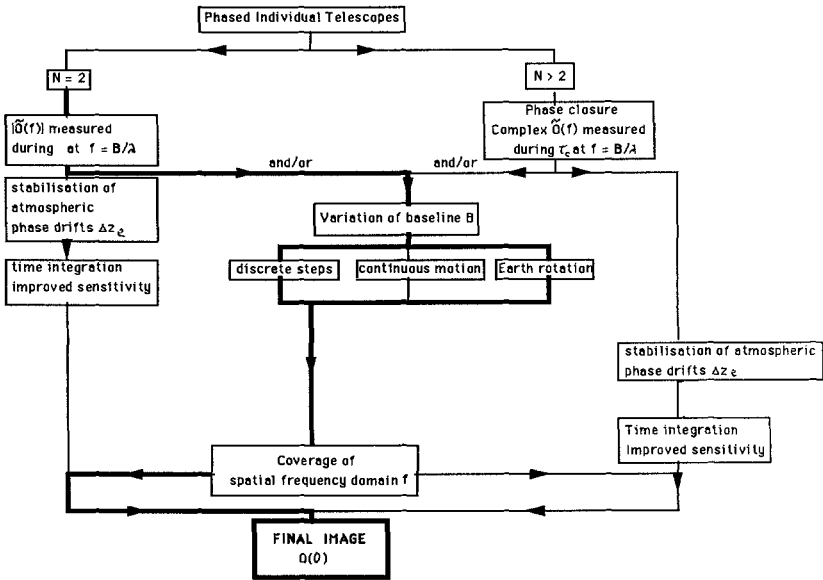 Phased Individual Telescopes
N = 2
N > 2
|Õ(f)| measured
during at f = B/λ
Phase closure
Complex Õ(f) measured
during τc at f = B/λ
and/or
and/or
stabilisation of
atmospheric
phase drifts Δzℓ
Variation of baseline B
time integration
improved sensitivity
discrete steps
continuous motion
Earth rotation
stabilisation of atmospheric
phase drifts Δzℓ
Time integration
Improved sensitivity
Coverage of
spatial frequency domain f
FINAL IMAGE
O(θ)